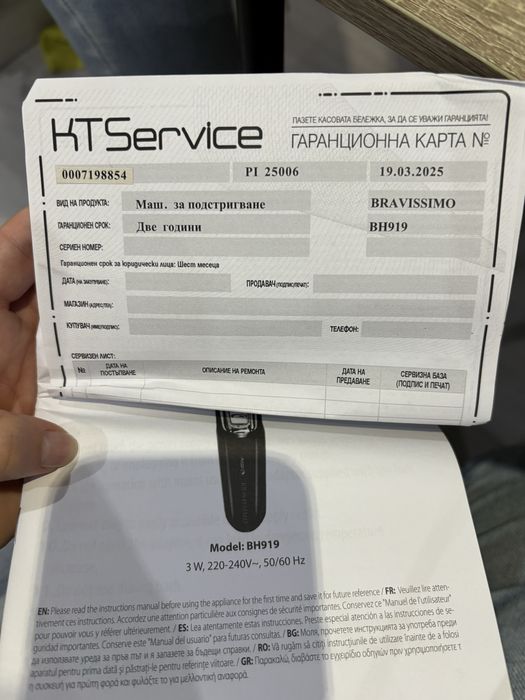 ПАЗЕТЕ КАСОВАТА БЕЛЕЖКА, ЗА ДА СЕ УВАЖИ ГАРАНЦИЯТА!
KTService
ГАРАНЦИОННА КАРТА №
0007198854 PI 25006 19.03.2025
ВИД НА ПРОДУКТА: Маш. за подстригване BRAVISSIMO
ГАРАНЦИОНЕН СРОК: Две години BH919
СЕРИЕН НОМЕР:
Гаранционен срок за юридически лица: Шест месеца
ДАТА (НА ЗАКУПУВАНЕ): ПРОДАВАЧ (ПОДПИС/ПЕЧАТ):
МАГАЗИН (АДРЕС/ТЕЛ.):
КУПУВАЧ (ИМЕ/ПОДПИС): ТЕЛЕФОН:
СЕРВИЗЕН ЛИСТ:
№ ДАТА НА ПОСТЪПВАНЕ ОПИСАНИЕ НА РЕМОНТА ДАТА НА ПРЕДАВАНЕ СЕРВИЗНА БАЗА (ПОДПИС И ПЕЧАТ)
Model: BH919
3 W, 220-240V~, 50/60 Hz
EN: Please read the instructions manual before using the appliance for the first time and save it for future reference / FR: Veuillez lire atten-
tivement ces instructions. Accordez une attention particulière aux consignes de sécurité importantes. Conservez ce "Manuel de l'utilisateur"
pour pouvoir vous y référer ultérieurement. / ES: Lea atentamente estas instrucciones. Preste especial atención a las instrucciones de se-
guridad importantes. Conserve este "Manual del usuario" para futuras consultas. / BG: Моля, прочетете инструкцията за употреба преди
да използвате уреда за пръв път и я запазете за бъдещи справки. / RO: Vă rugăm să citiți instrucțiunile de utilizare înainte de a folosi
aparatul pentru prima dată și păstrați-le pentru referințe viitoare. / GR: Παρακαλώ, διαβάστε το εγχειρίδιο οδηγιών πριν χρησιμοποιήσετε τ
συσκευή για πρώτη φορά και φυλάξτε το για μελλοντική αναφορά.